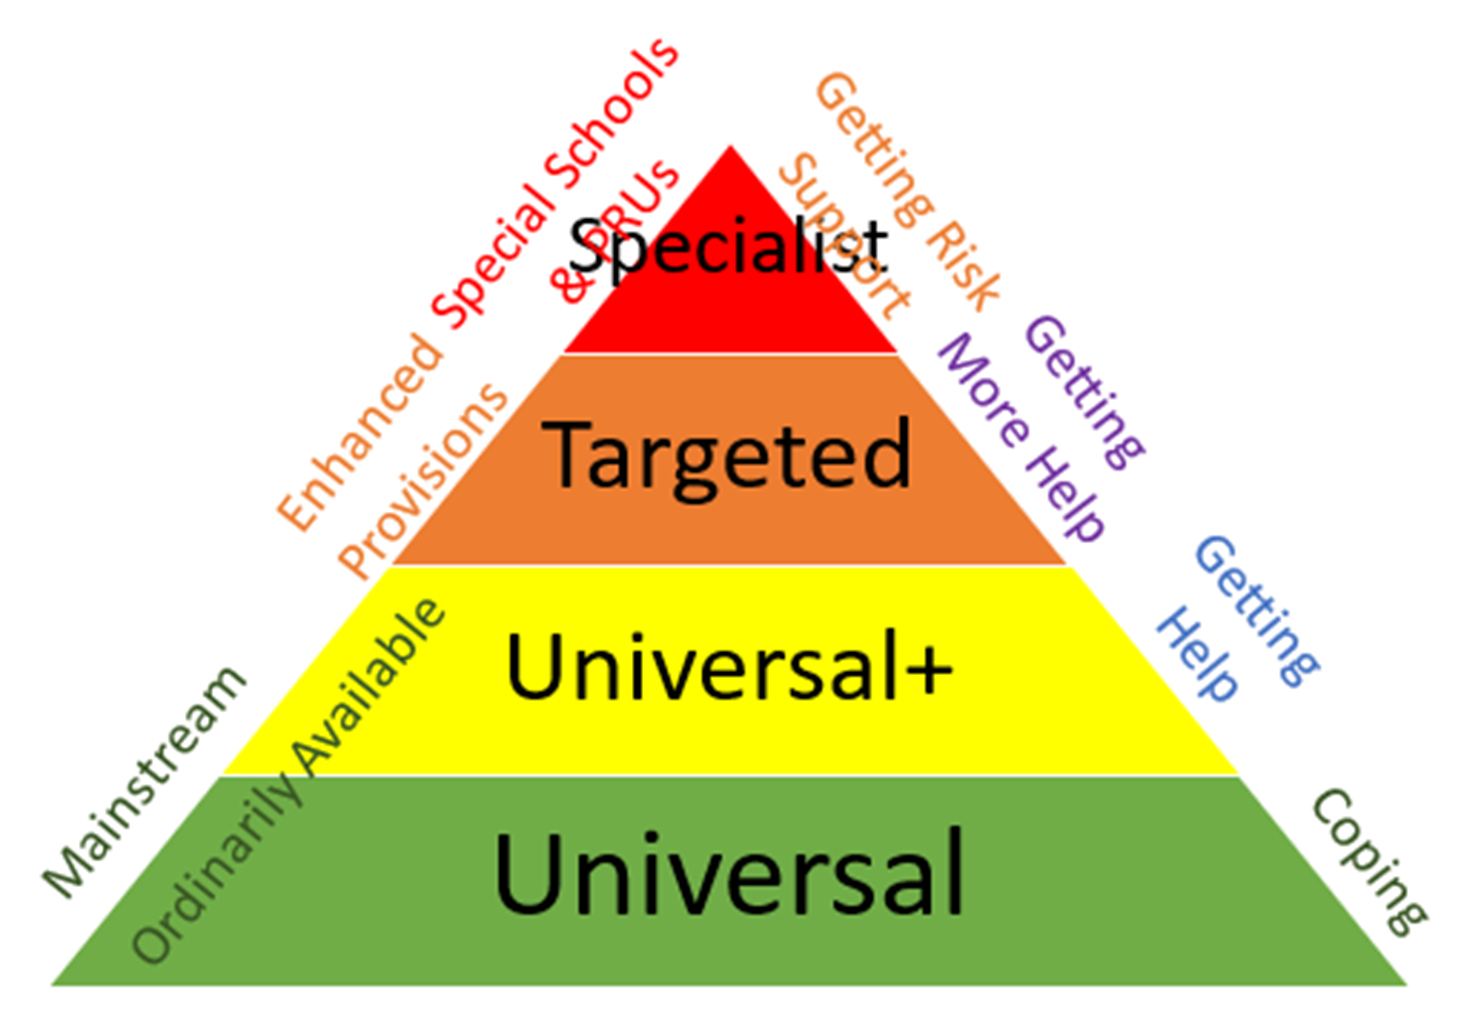 Special Schools
& PRUs
Getting Risk
Support
Specialist
Enhanced
Provisions
Getting
More Help
Targeted
Getting
Help
Universal+
Mainstream
Ordinarily Available
Coping
Universal